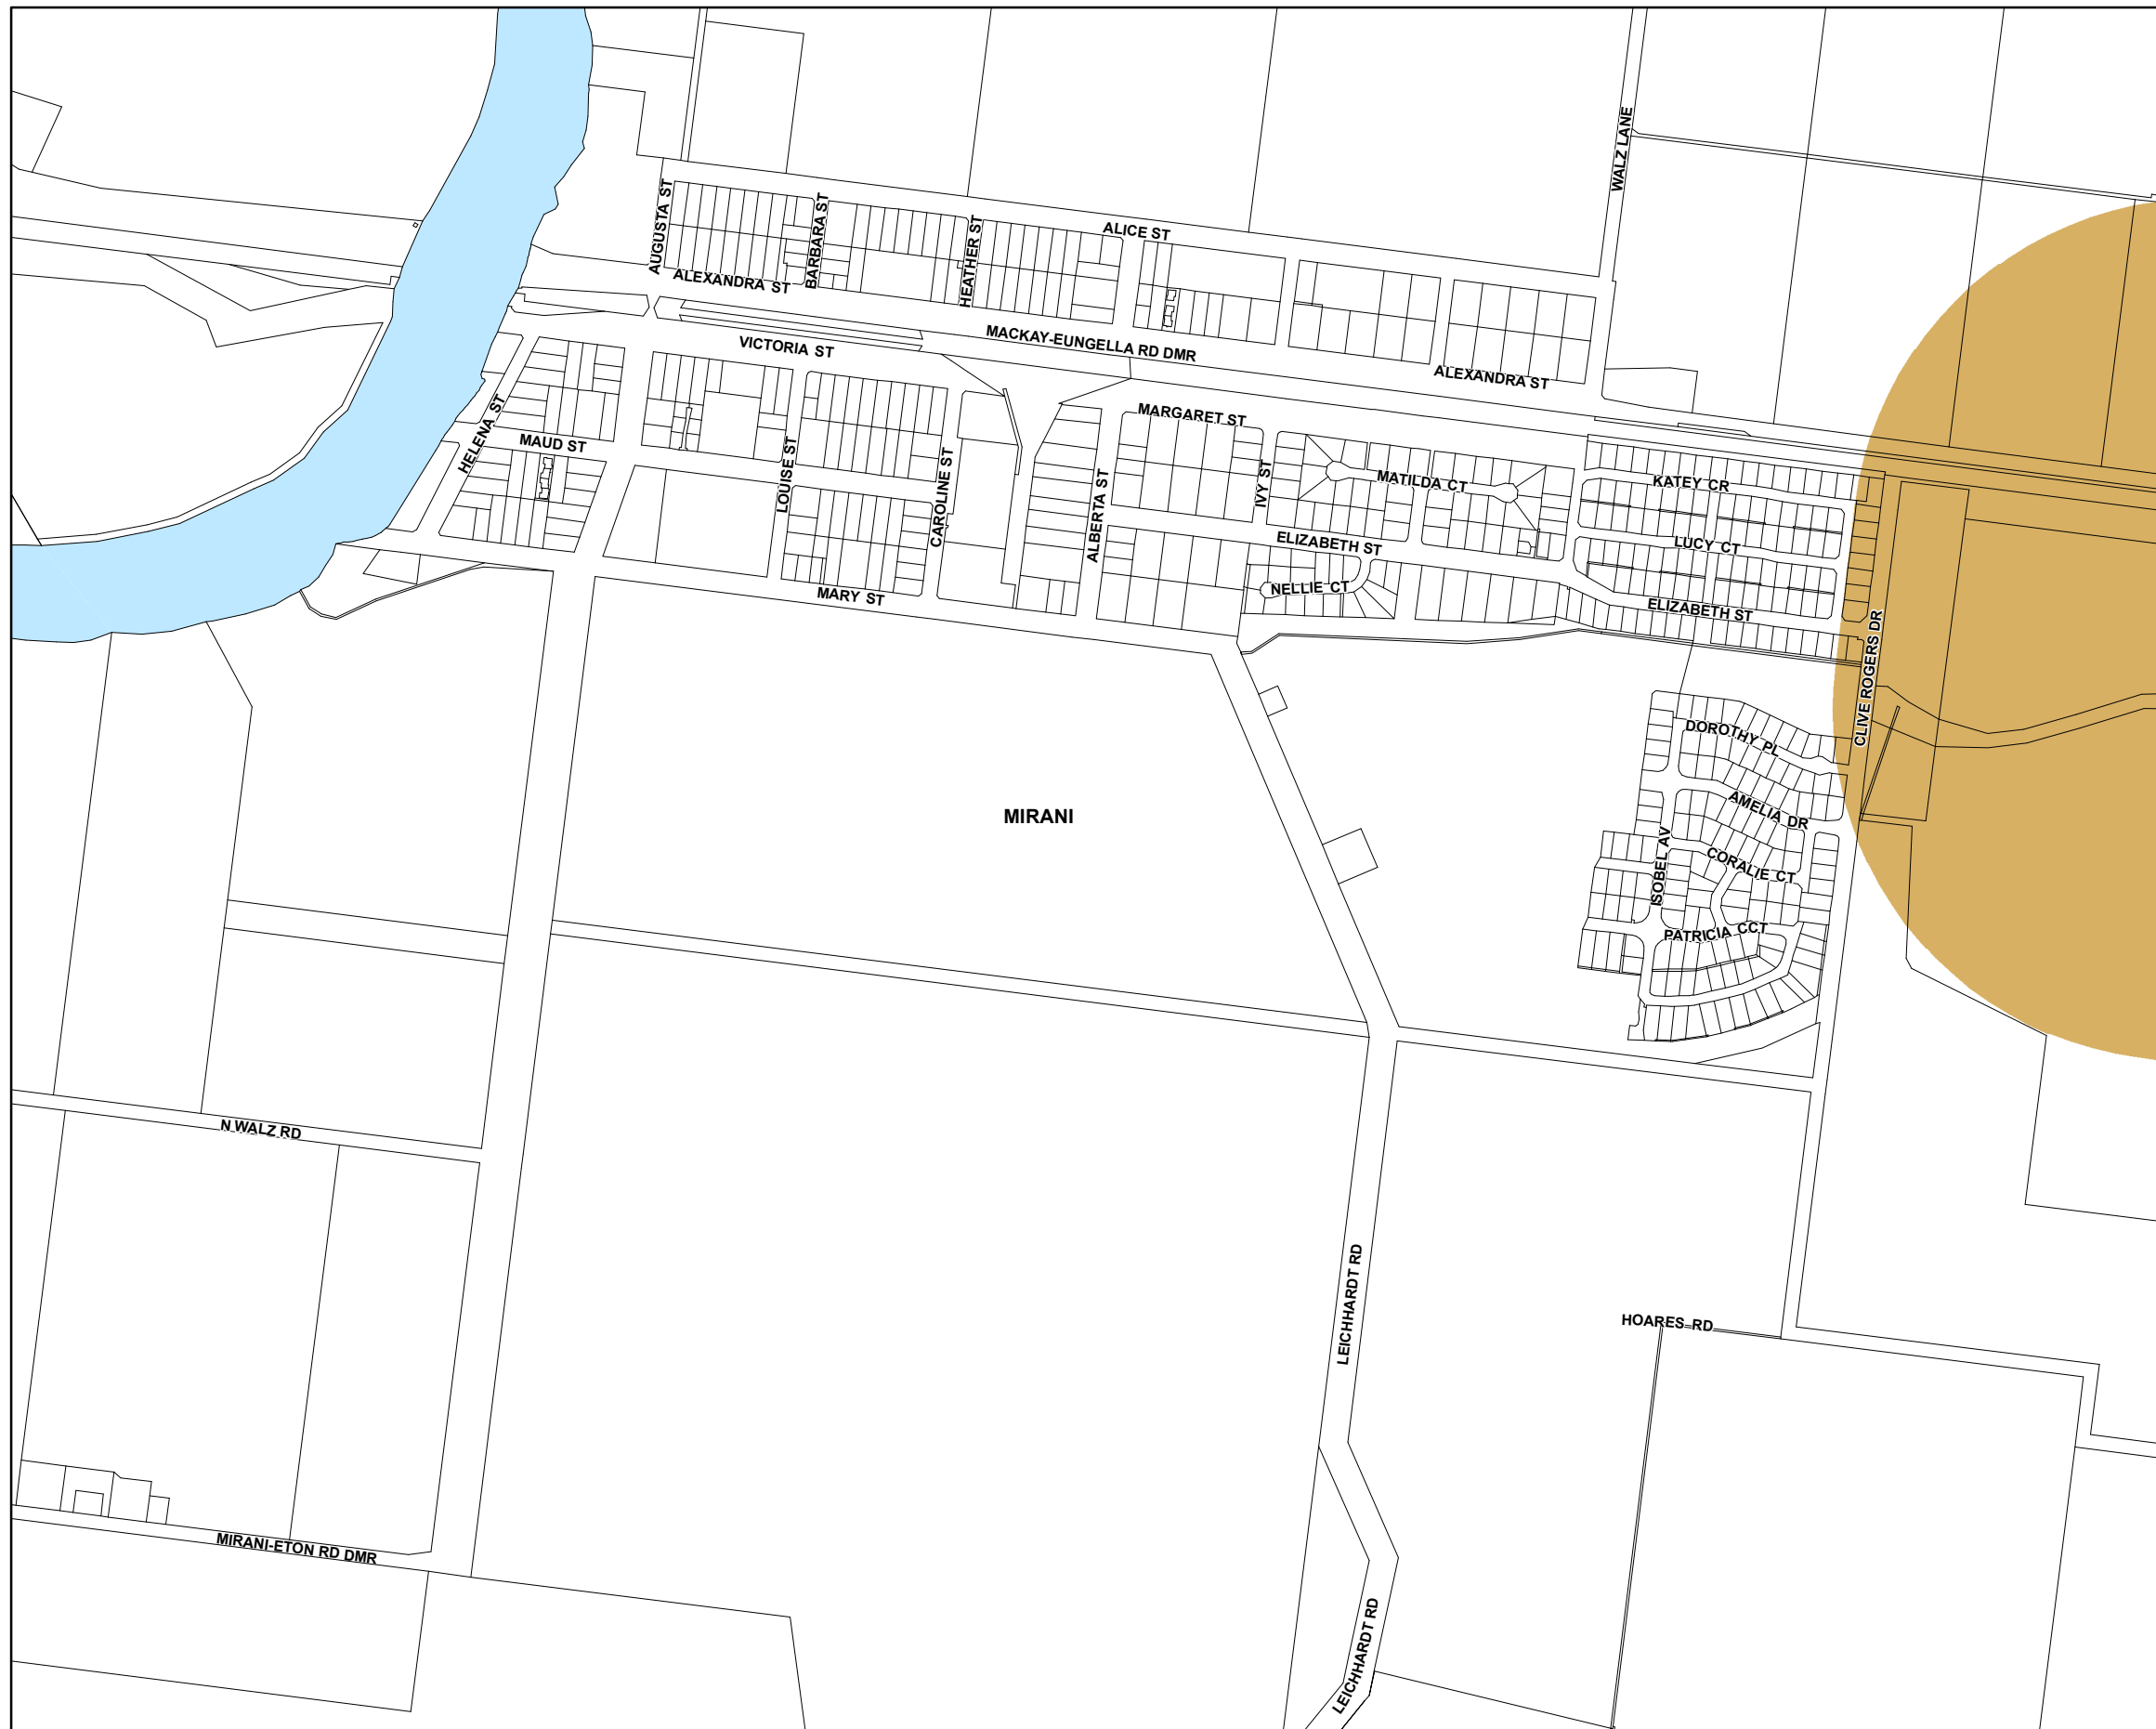 WALZ LANE
AUGUSTA ST
BARBARA ST
HEATHER ST
ALICE ST
ALEXANDRA ST
MACKAY-EUNGELLA RD DMR
VICTORIA ST
ALEXANDRA ST
HELENA ST
MAUD ST
LOUISE ST
CAROLINE ST
ALBERTA ST
MARGARET ST
IVY ST
MATILDA CT
KATEY CR
ELIZABETH ST
LUCY CT
NELLIE CT
MARY ST
ELIZABETH ST
CLIVE ROGERS DR
DOROTHY PL
AMELIA DR
MIRANI
ISOBEL AV
CORALIE CT
PATRICIA CCT
N WALZ RD
LEICHHARDT RD
HOARES RD
MIRANI-ETON RD DMR
LEICHHARDT RD